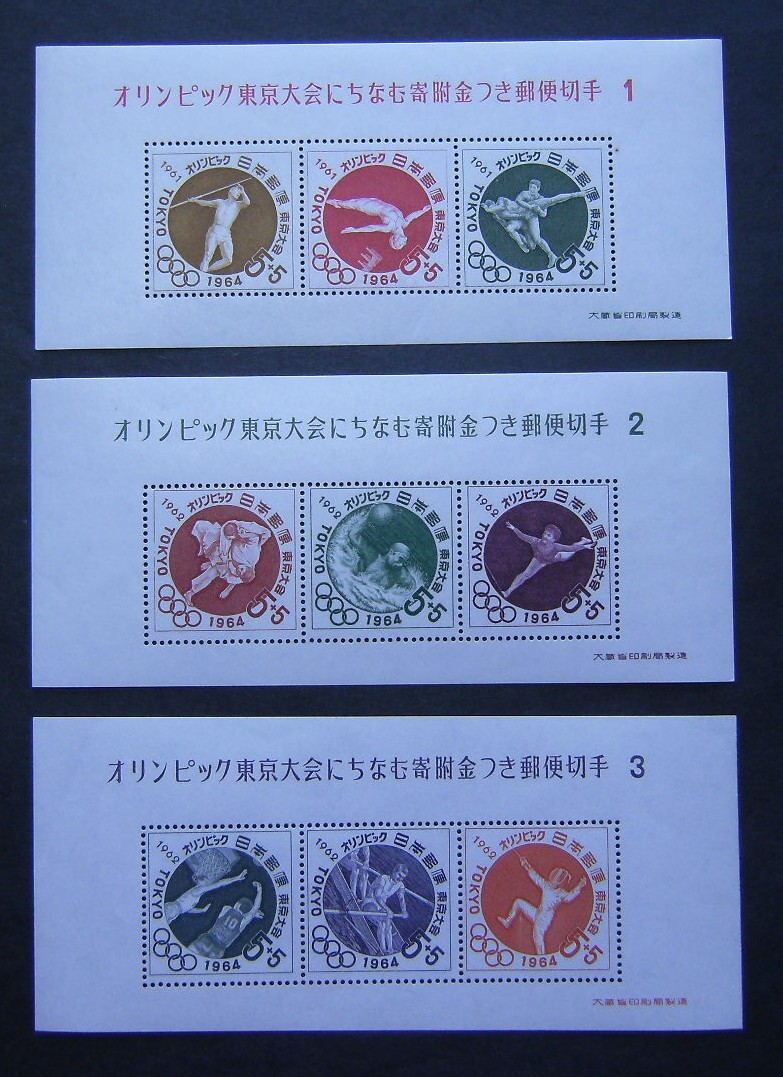 オリンピック東京大会にちなむ寄附金つき郵便切手 1
1961 オリンピック 日本郵便 東京大会
TOKYO 1964 5+5
1961 オリンピック 日本郵便 東京大会
TOKYO 1964 5+5
1961 オリンピック 日本郵便 東京大会
TOKYO 1964 5+5
大蔵省印刷局製造
オリンピック東京大会にちなむ寄附金つき郵便切手 2
1962 オリンピック 日本郵便 東京大会
TOKYO 1964 5+5
1962 オリンピック 日本郵便 東京大会
TOKYO 1964 5+5
1962 オリンピック 日本郵便 東京大会
TOKYO 1964 5+5
大蔵省印刷局製造
オリンピック東京大会にちなむ寄附金つき郵便切手 3
1962 オリンピック 日本郵便 東京大会
10
TOKYO 1964 5+5
1962 オリンピック 日本郵便 東京大会
TOKYO 1964 5+5
1962 オリンピック 日本郵便 東京大会
TOKYO 1964 5+5
大蔵省印刷局製造